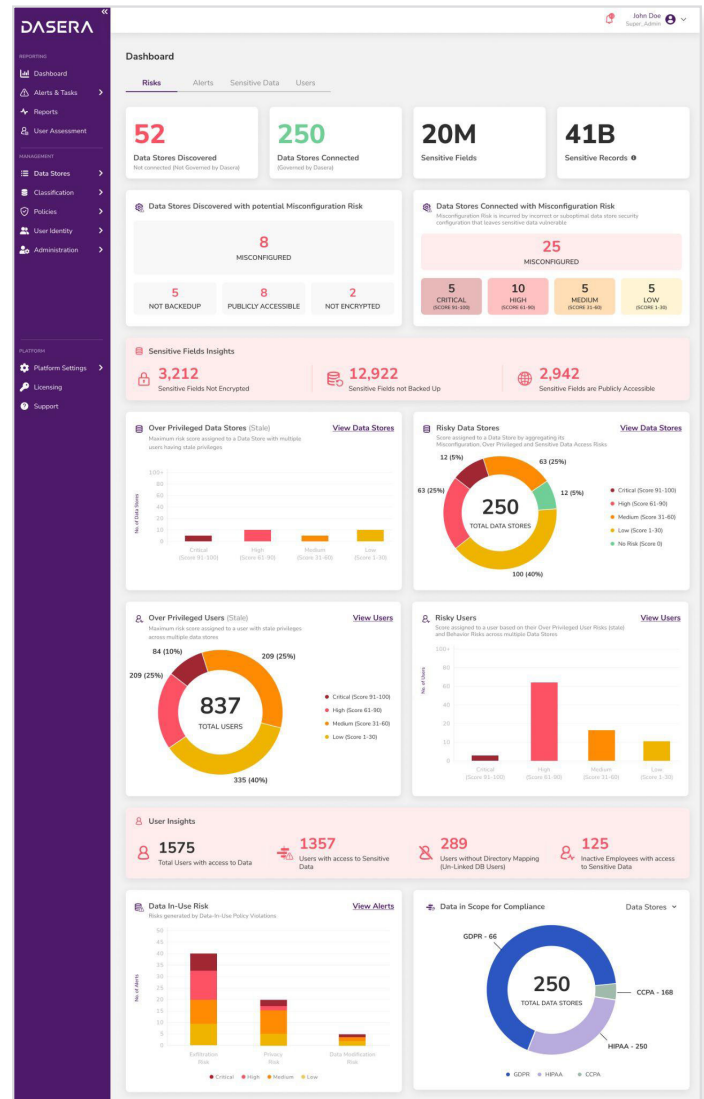 DASERA
«
John Doe
Super_Admin
REPORTING
Dashboard
Alerts & Tasks
Reports
User Assessment
MANAGEMENT
Data Stores
Classification
Policies
User Identity
Administration
PLATFORM
Platform Settings
Licensing
Support
Dashboard
Risks Alerts Sensitive Data Users
52
Data Stores Discovered
Not connected (Not Governed by Dasera)
250
Data Stores Connected
(Governed by Dasera)
20M
Sensitive Fields
41B
Sensitive Records
Data Stores Discovered with potential Misconfiguration Risk
8
MISCONFIGURED
5
NOT BACKEDUP
8
PUBLICLY ACCESSIBLE
2
NOT ENCRYPTED
Data Stores Connected with Misconfiguration Risk
Misconfiguration Risk is incurred by incorrect or suboptimal data store security
configuration that leaves sensitive data vulnerable
25
MISCONFIGURED
5
CRITICAL
(SCORE 91-100)
10
HIGH
(SCORE 61-90)
5
MEDIUM
(SCORE 31-60)
5
LOW
(SCORE 1-30)
Sensitive Fields Insights
3,212
Sensitive Fields Not Encrypted
12,922
Sensitive Fields not Backed Up
2,942
Sensitive Fields are Publicly Accessible
Over Privileged Data Stores (Stale)
View Data Stores
Maximum risk score assigned to a Data Store with multiple
users having stale privileges
No. of Data Stores
100+
80
60
40
20
10
0
Critical
(Score 91-100)
High
(Score 61-90)
Medium
(Score 31-60)
Low
(Score 1-30)
Risky Data Stores
View Data Stores
Score assigned to a Data Store by aggregating its
Misconfiguration, Over Privileged and Sensitive Data Access Risks
12 (5%)
63 (25%)
63 (25%)
12 (5%)
250
TOTAL DATA STORES
100 (40%)
Critical (Score 91-100)
High (Score 61-90)
Medium (Score 31-60)
Low (Score 1-30)
No Risk (Score 0)
Over Privileged Users (Stale)
View Users
Maximum risk score assigned to a user with stale privileges
across multiple data stores
84 (10%)
209 (25%)
209 (25%)
837
TOTAL USERS
335 (40%)
Critical (Score 91-100)
High (Score 61-90)
Medium (Score 31-60)
Low (Score 1-30)
Risky Users
View Users
Score assigned to a user based on their Over Privileged User Risks (stale)
and Behavior Risks across multiple Data Stores
No. of Users
100+
80
60
40
20
10
0
Critical
(Score 91-100)
High
(Score 61-90)
Medium
(Score 31-60)
Low
(Score 1-30)
User Insights
1575
Total Users with access to Data
1357
Users with access to Sensitive
Data
289
Users without Directory Mapping
(Un-Linked DB Users)
125
Inactive Employees with access
to Sensitive Data
Data In-Use Risk
View Alerts
Risks generated by Data-In-Use Policy Violations
No of Alerts
50
45
40
35
30
25
20
15
10
5
0
Exfiltration
Risk
Privacy
Risk
Data Modification
Risk
Critical High Medium Low
Data in Scope for Compliance
Data Stores
GDPR - 66
250
TOTAL DATA STORES
CCPA - 168
HIPAA - 250
GDPR HIPAA CCPA